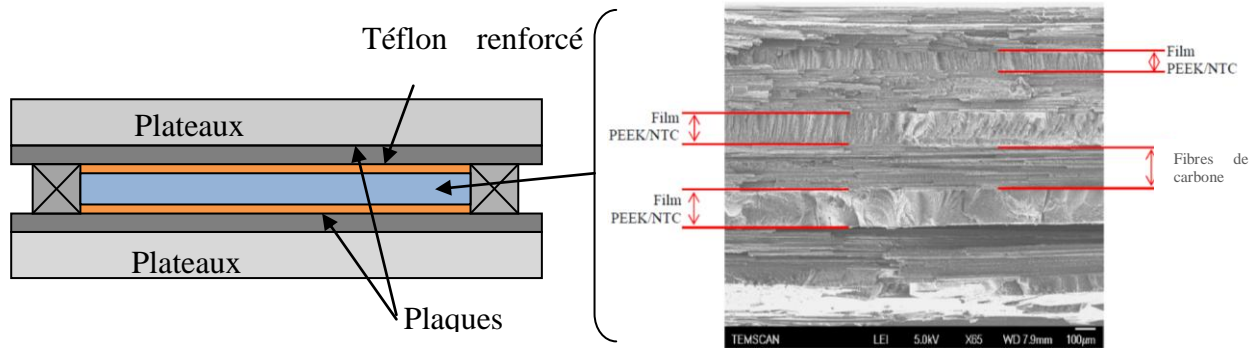 Téflon renforcé
Plateaux
Plateaux
Plaques
Film
PEEK/NTC
Film
PEEK/NTC
Fibres de
carbone
Film
PEEK/NTC
TEMSCAN LEI 5.0kV X65 WD 7.9mm 100µm